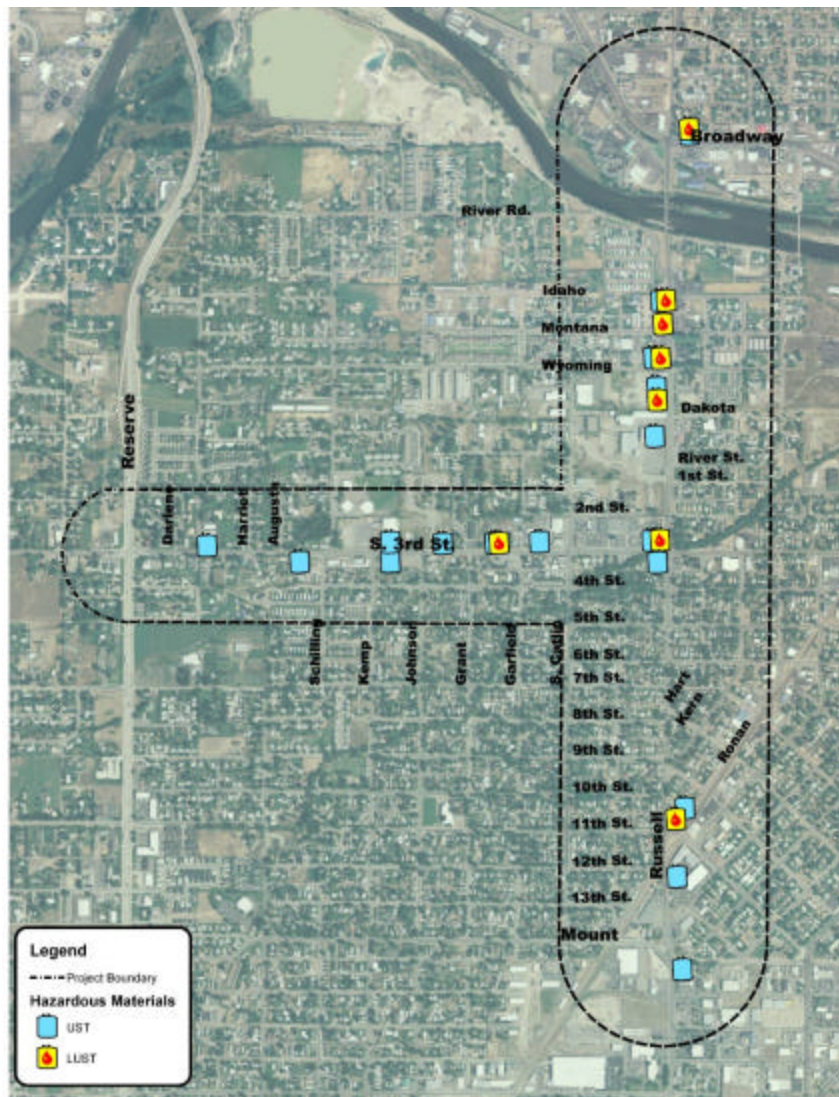 Broadway
River Rd.
Idaho
Montana
Wyoming
Dakota
Reserve
River St.
1st St.
2nd St.
Darlene
Harriet
Augusta
S. 3rd St.
4th St.
5th St.
Schilling
Kemp
Johnson
Grant
Garfield
S. Catlin
6th St.
7th St.
Hart
Kern
8th St.
Ronan
9th St.
10th St.
11th St.
Russell
12th St.
13th St.
Mount
Legend
Project Boundary
Hazardous Materials
UST
LUST